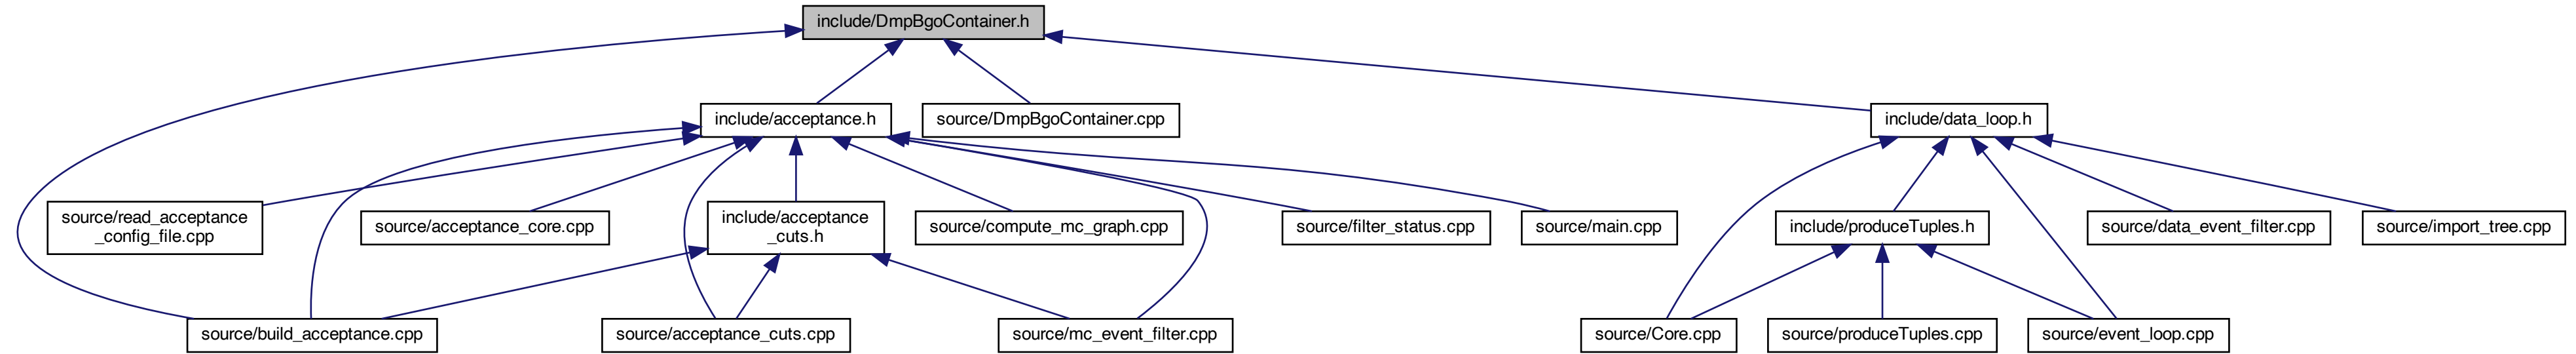 include/DmpBgoContainer.h
include/acceptance.h
source/DmpBgoContainer.cpp
include/data_loop.h
source/read_acceptance
_config_file.cpp
source/acceptance_core.cpp
include/acceptance
_cuts.h
source/compute_mc_graph.cpp
source/filter_status.cpp
source/main.cpp
include/produceTuples.h
source/data_event_filter.cpp
source/import_tree.cpp
source/build_acceptance.cpp
source/acceptance_cuts.cpp
source/mc_event_filter.cpp
source/Core.cpp
source/produceTuples.cpp
source/event_loop.cpp